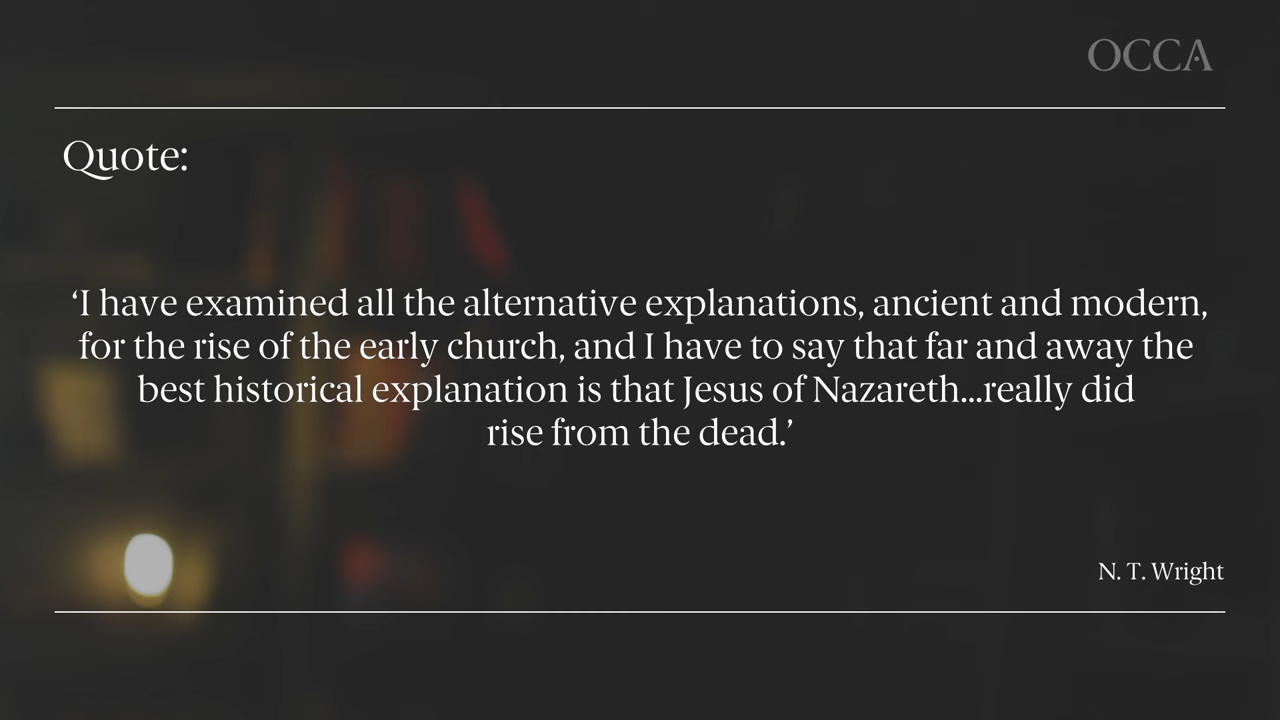 OCCA
Quote:
‘I have examined all the alternative explanations, ancient and modern,
for the rise of the early church, and I have to say that far and away the
best historical explanation is that Jesus of Nazareth...really did
rise from the dead.’
N. T. Wright